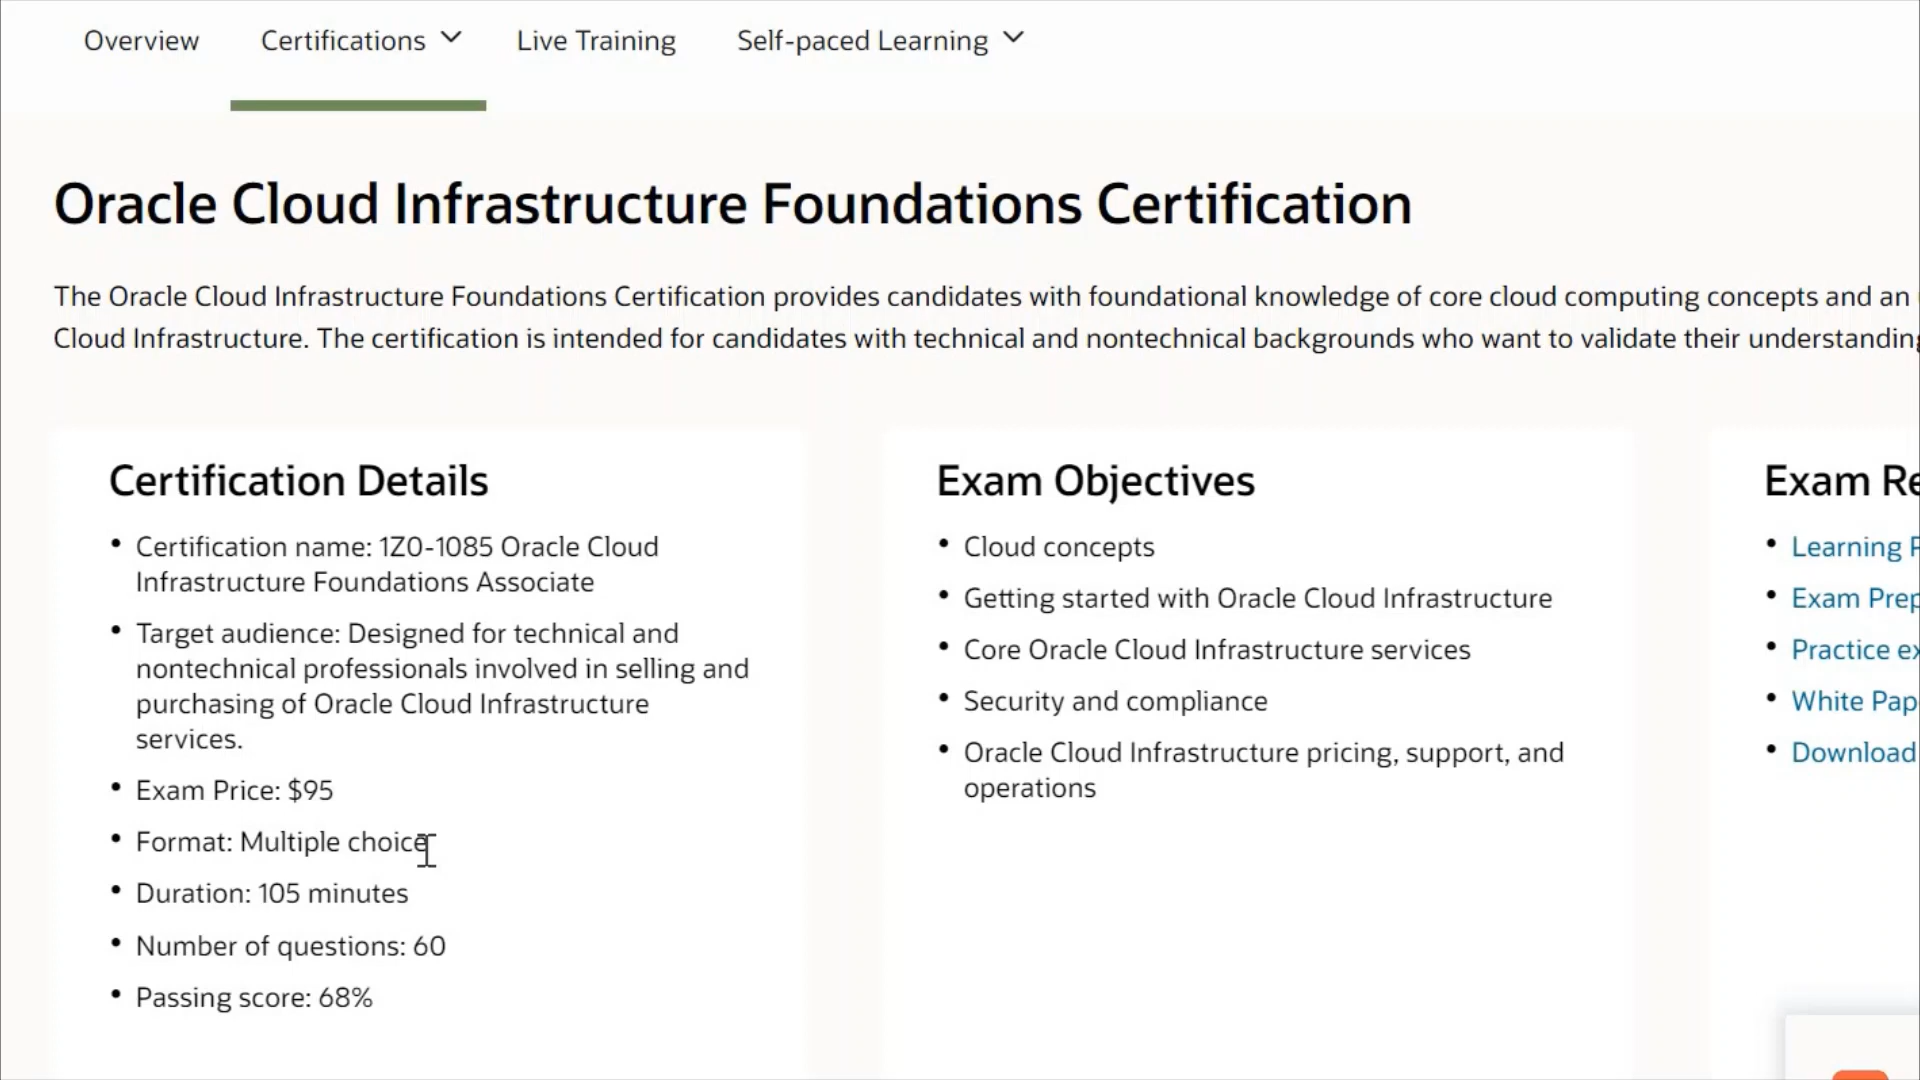 Overview Certifications Live Training Self-paced Learning
Oracle Cloud Infrastructure Foundations Certification
The Oracle Cloud Infrastructure Foundations Certification provides candidates with foundational knowledge of core cloud computing concepts and an
Cloud Infrastructure. The certification is intended for candidates with technical and nontechnical backgrounds who want to validate their understanding
Certification Details
• Certification name: 1Z0-1085 Oracle Cloud
Infrastructure Foundations Associate
• Target audience: Designed for technical and
nontechnical professionals involved in selling and
purchasing of Oracle Cloud Infrastructure
services.
• Exam Price: $95
• Format: Multiple choice
• Duration: 105 minutes
• Number of questions: 60
• Passing score: 68%
Exam Objectives
• Cloud concepts
• Getting started with Oracle Cloud Infrastructure
• Core Oracle Cloud Infrastructure services
• Security and compliance
• Oracle Cloud Infrastructure pricing, support, and
operations
Exam Re
• Learning P
• Exam Prep
• Practice ex
• White Pap
• Download